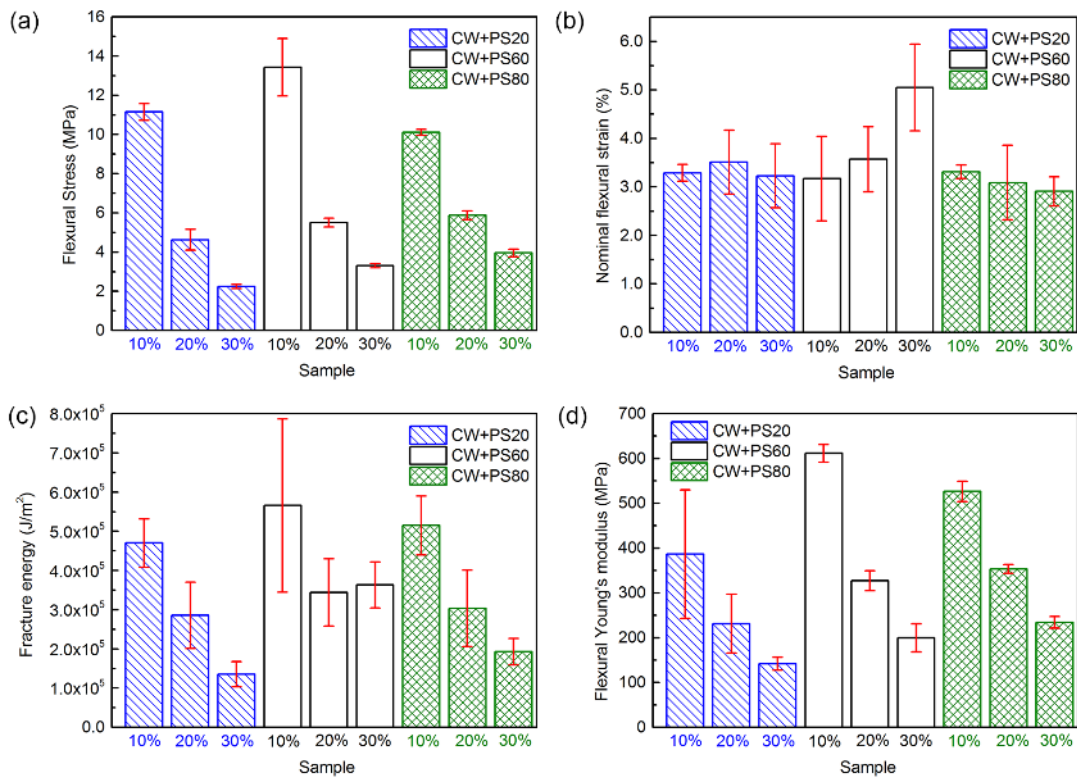 (a)
16
14
12
10
8
6
4
2
0
Flexural Stress (MPa)
CW+PS20
CW+PS60
CW+PS80
10% 20% 30% 10% 20% 30% 10% 20% 30%
Sample
(b)
6.0
5.0
4.0
3.0
2.0
1.0
0.0
Nominal flexural strain (%)
CW+PS20
CW+PS60
CW+PS80
10% 20% 30% 10% 20% 30% 10% 20% 30%
Sample
(c)
8.0x10⁵
7.0x10⁵
6.0x10⁵
5.0x10⁵
4.0x10⁵
3.0x10⁵
2.0x10⁵
1.0x10⁵
0.0
Fracture energy (J/m²)
CW+PS20
CW+PS60
CW+PS80
10% 20% 30% 10% 20% 30% 10% 20% 30%
Sample
(d)
700
600
500
400
300
200
100
0
Flexural Young's modulus (MPa)
CW+PS20
CW+PS60
CW+PS80
10% 20% 30% 10% 20% 30% 10% 20% 30%
Sample